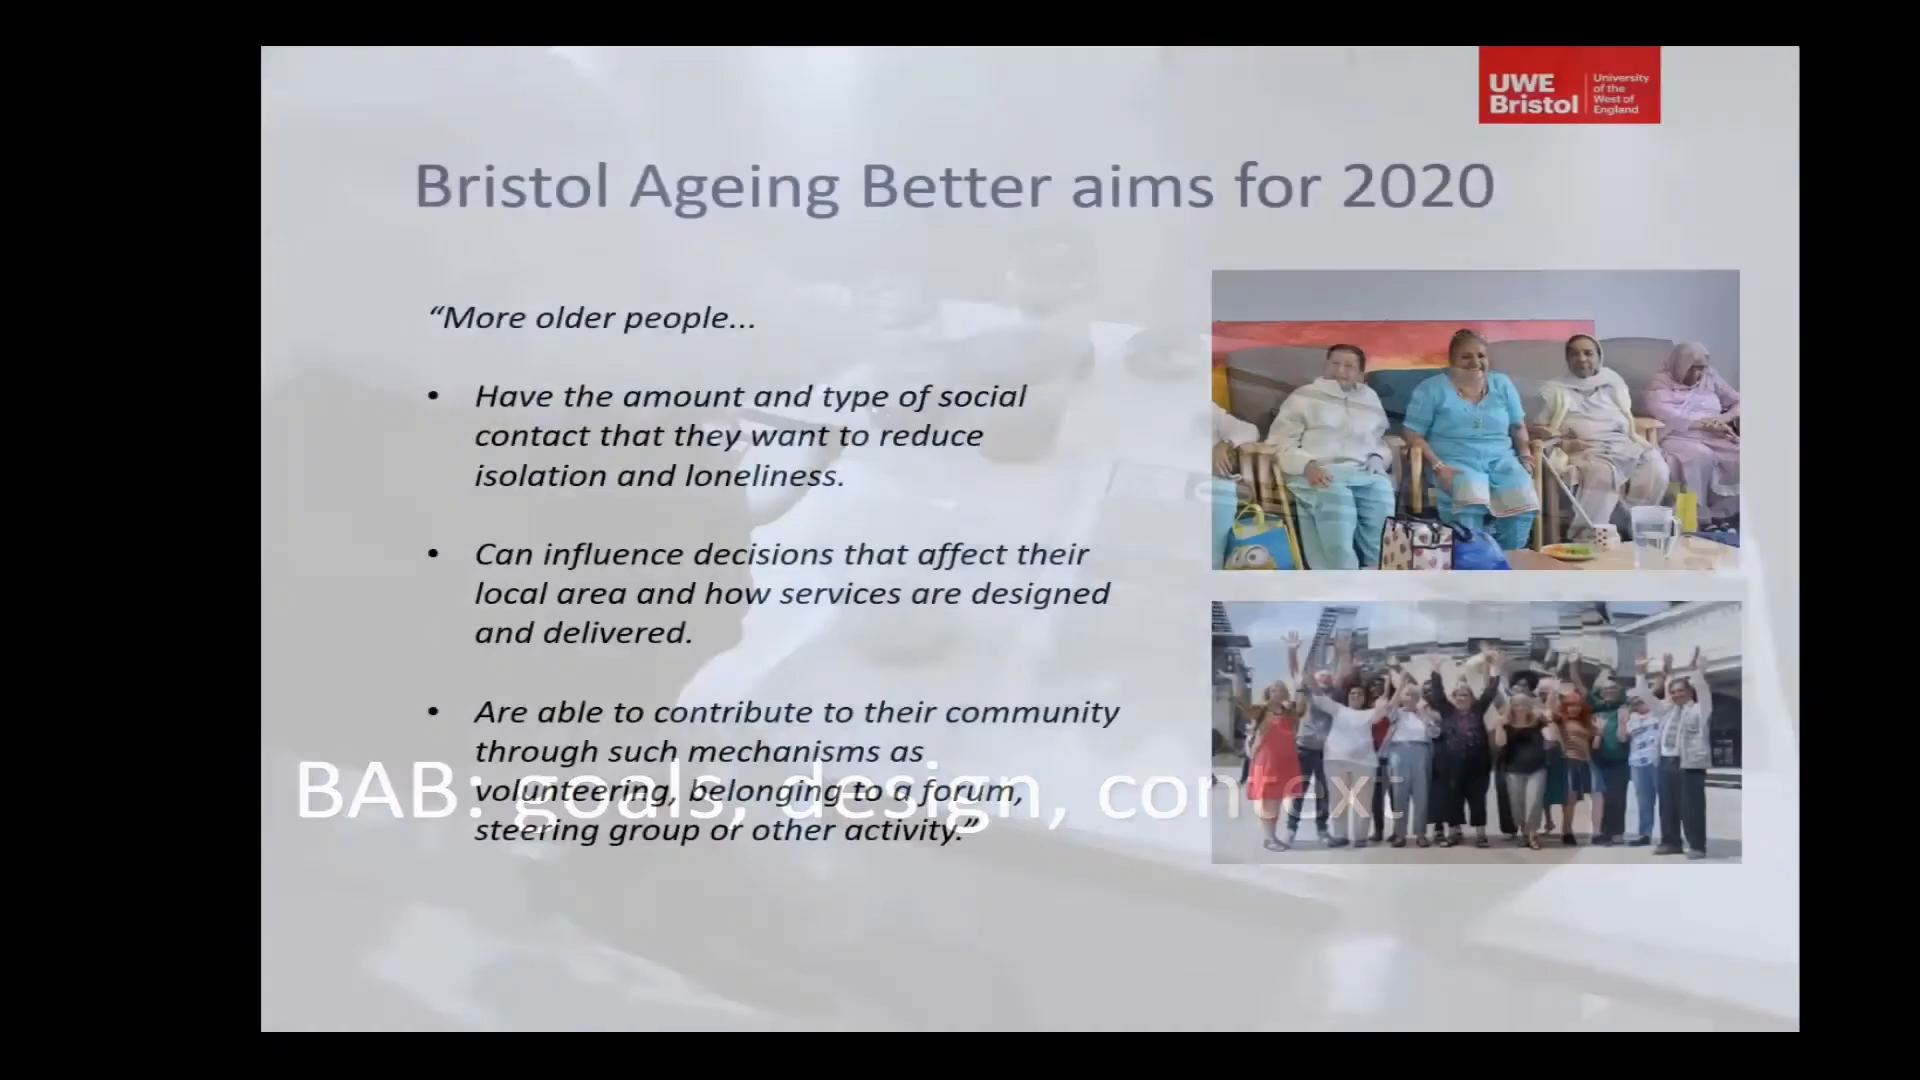 UWE
Bristol
University
of the
West of
England
Bristol Ageing Better aims for 2020
“More older people...
• Have the amount and type of social
contact that they want to reduce
isolation and loneliness.
• Can influence decisions that affect their
local area and how services are designed
and delivered.
• Are able to contribute to their community
through such mechanisms as
volunteering, belonging to a forum,
steering group or other activity.”
BAB: goals, design, context